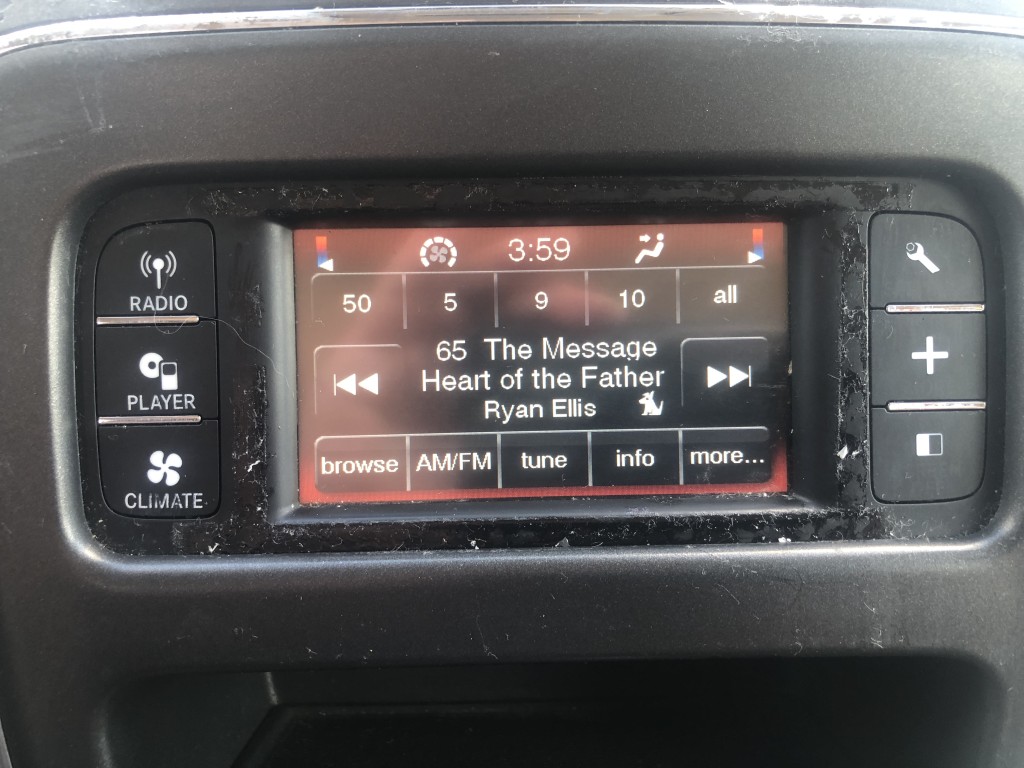 3:59
50 5 9 10 all
65 The Message
Heart of the Father
Ryan Ellis
browse AM/FM tune info more...
RADIO
PLAYER
CLIMATE